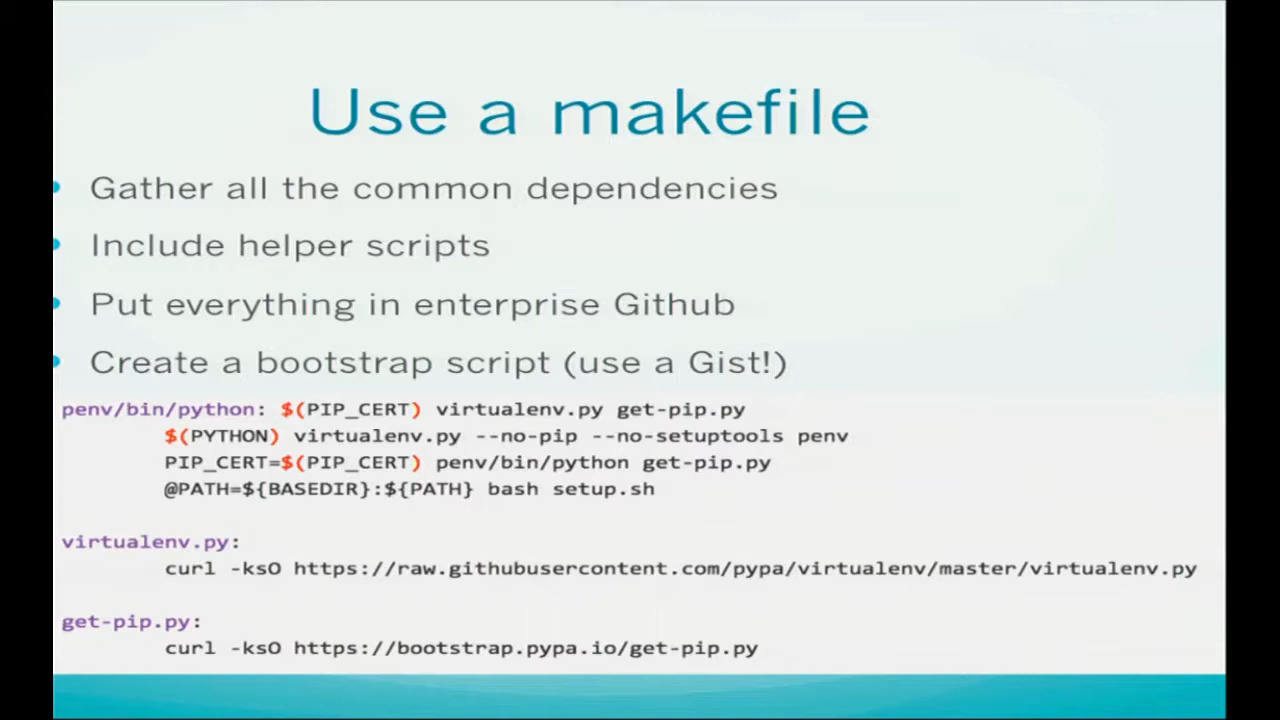 Use a makefile
• Gather all the common dependencies
• Include helper scripts
• Put everything in enterprise Github
• Create a bootstrap script (use a Gist!)
penv/bin/python: $(PIP_CERT) virtualenv.py get-pip.py
        $(PYTHON) virtualenv.py --no-pip --no-setuptools penv
        PIP_CERT=$(PIP_CERT) penv/bin/python get-pip.py
        @PATH=${BASEDIR}:${PATH} bash setup.sh
virtualenv.py:
        curl -ksO https://raw.githubusercontent.com/pypa/virtualenv/master/virtualenv.py
get-pip.py:
        curl -ksO https://bootstrap.pypa.io/get-pip.py